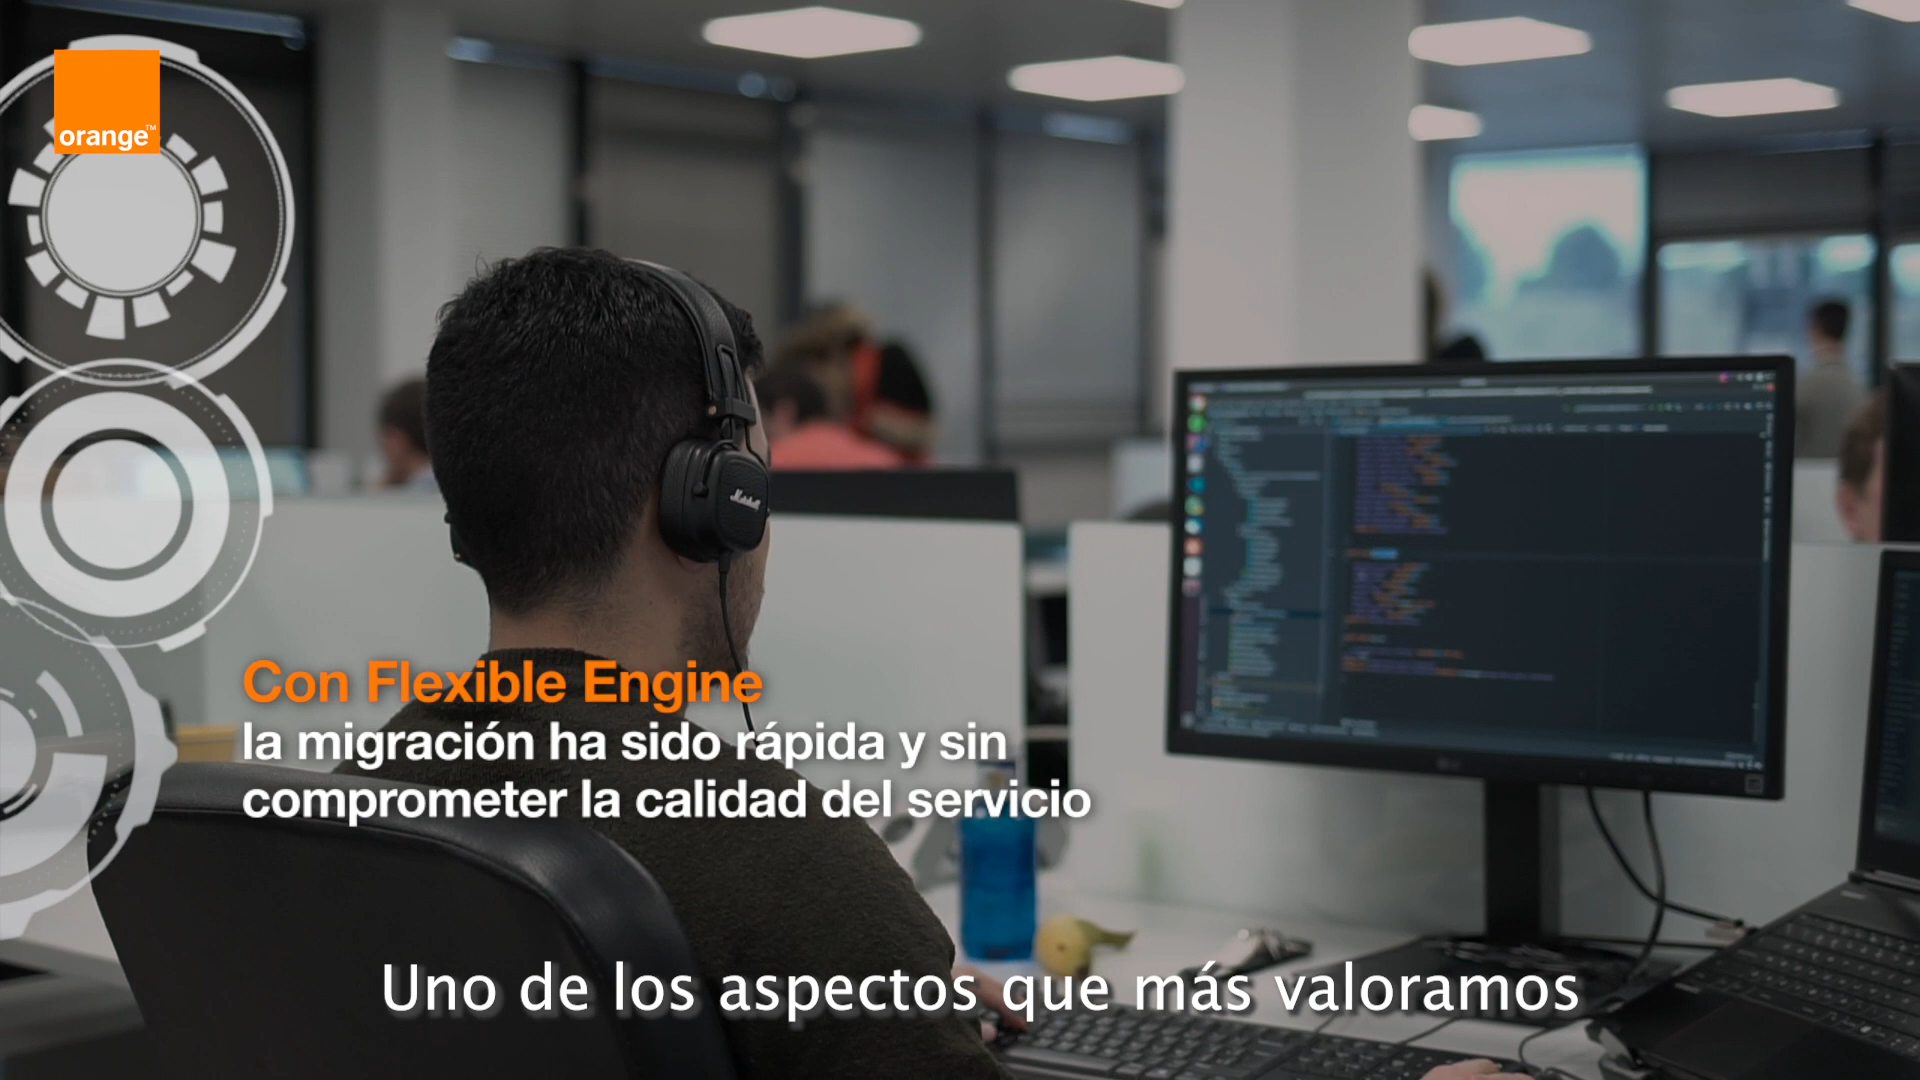 orange™
Con Flexible Engine
la migración ha sido rápida y sin
comprometer la calidad del servicio
Marshall
Uno de los aspectos que más valoramos